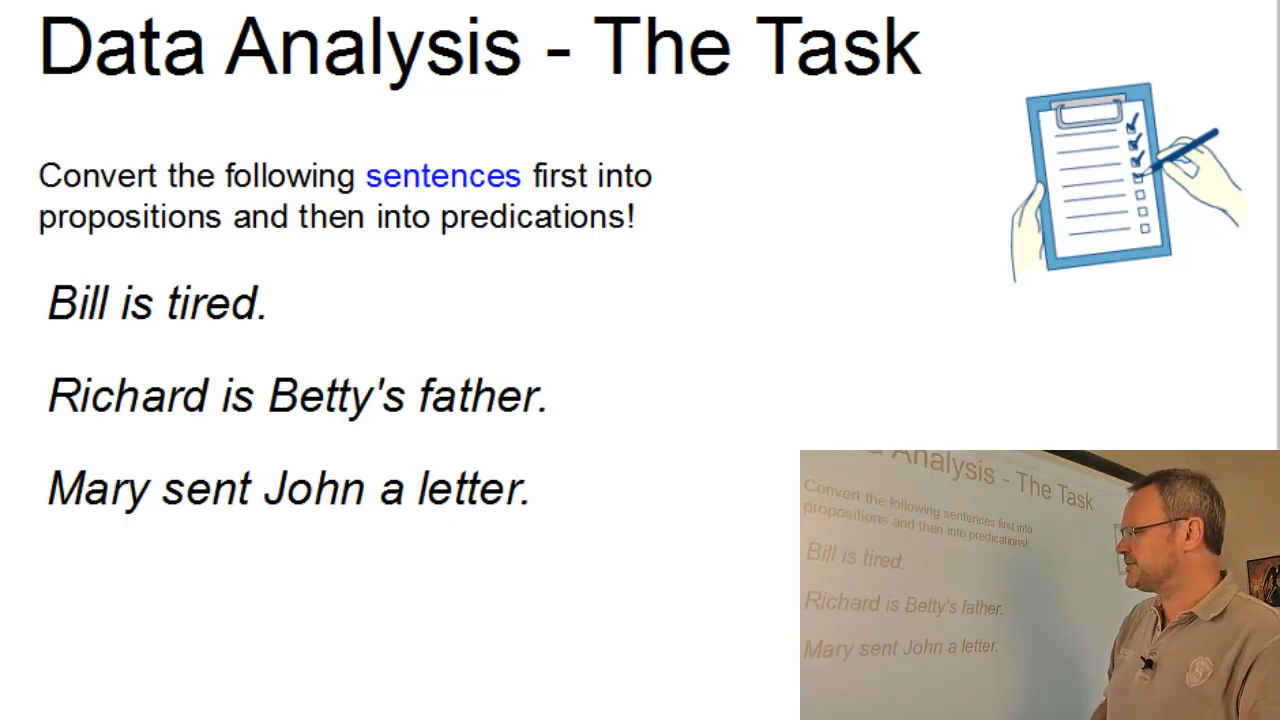 Data Analysis - The Task
Convert the following sentences first into
propositions and then into predications!
Bill is tired.
Richard is Betty's father.
Mary sent John a letter.
Analysis - The Task
Convert the following sentences first into
propositions and then into predications!
Bill is tired.
Richard is Betty's father.
Mary sent John a letter.